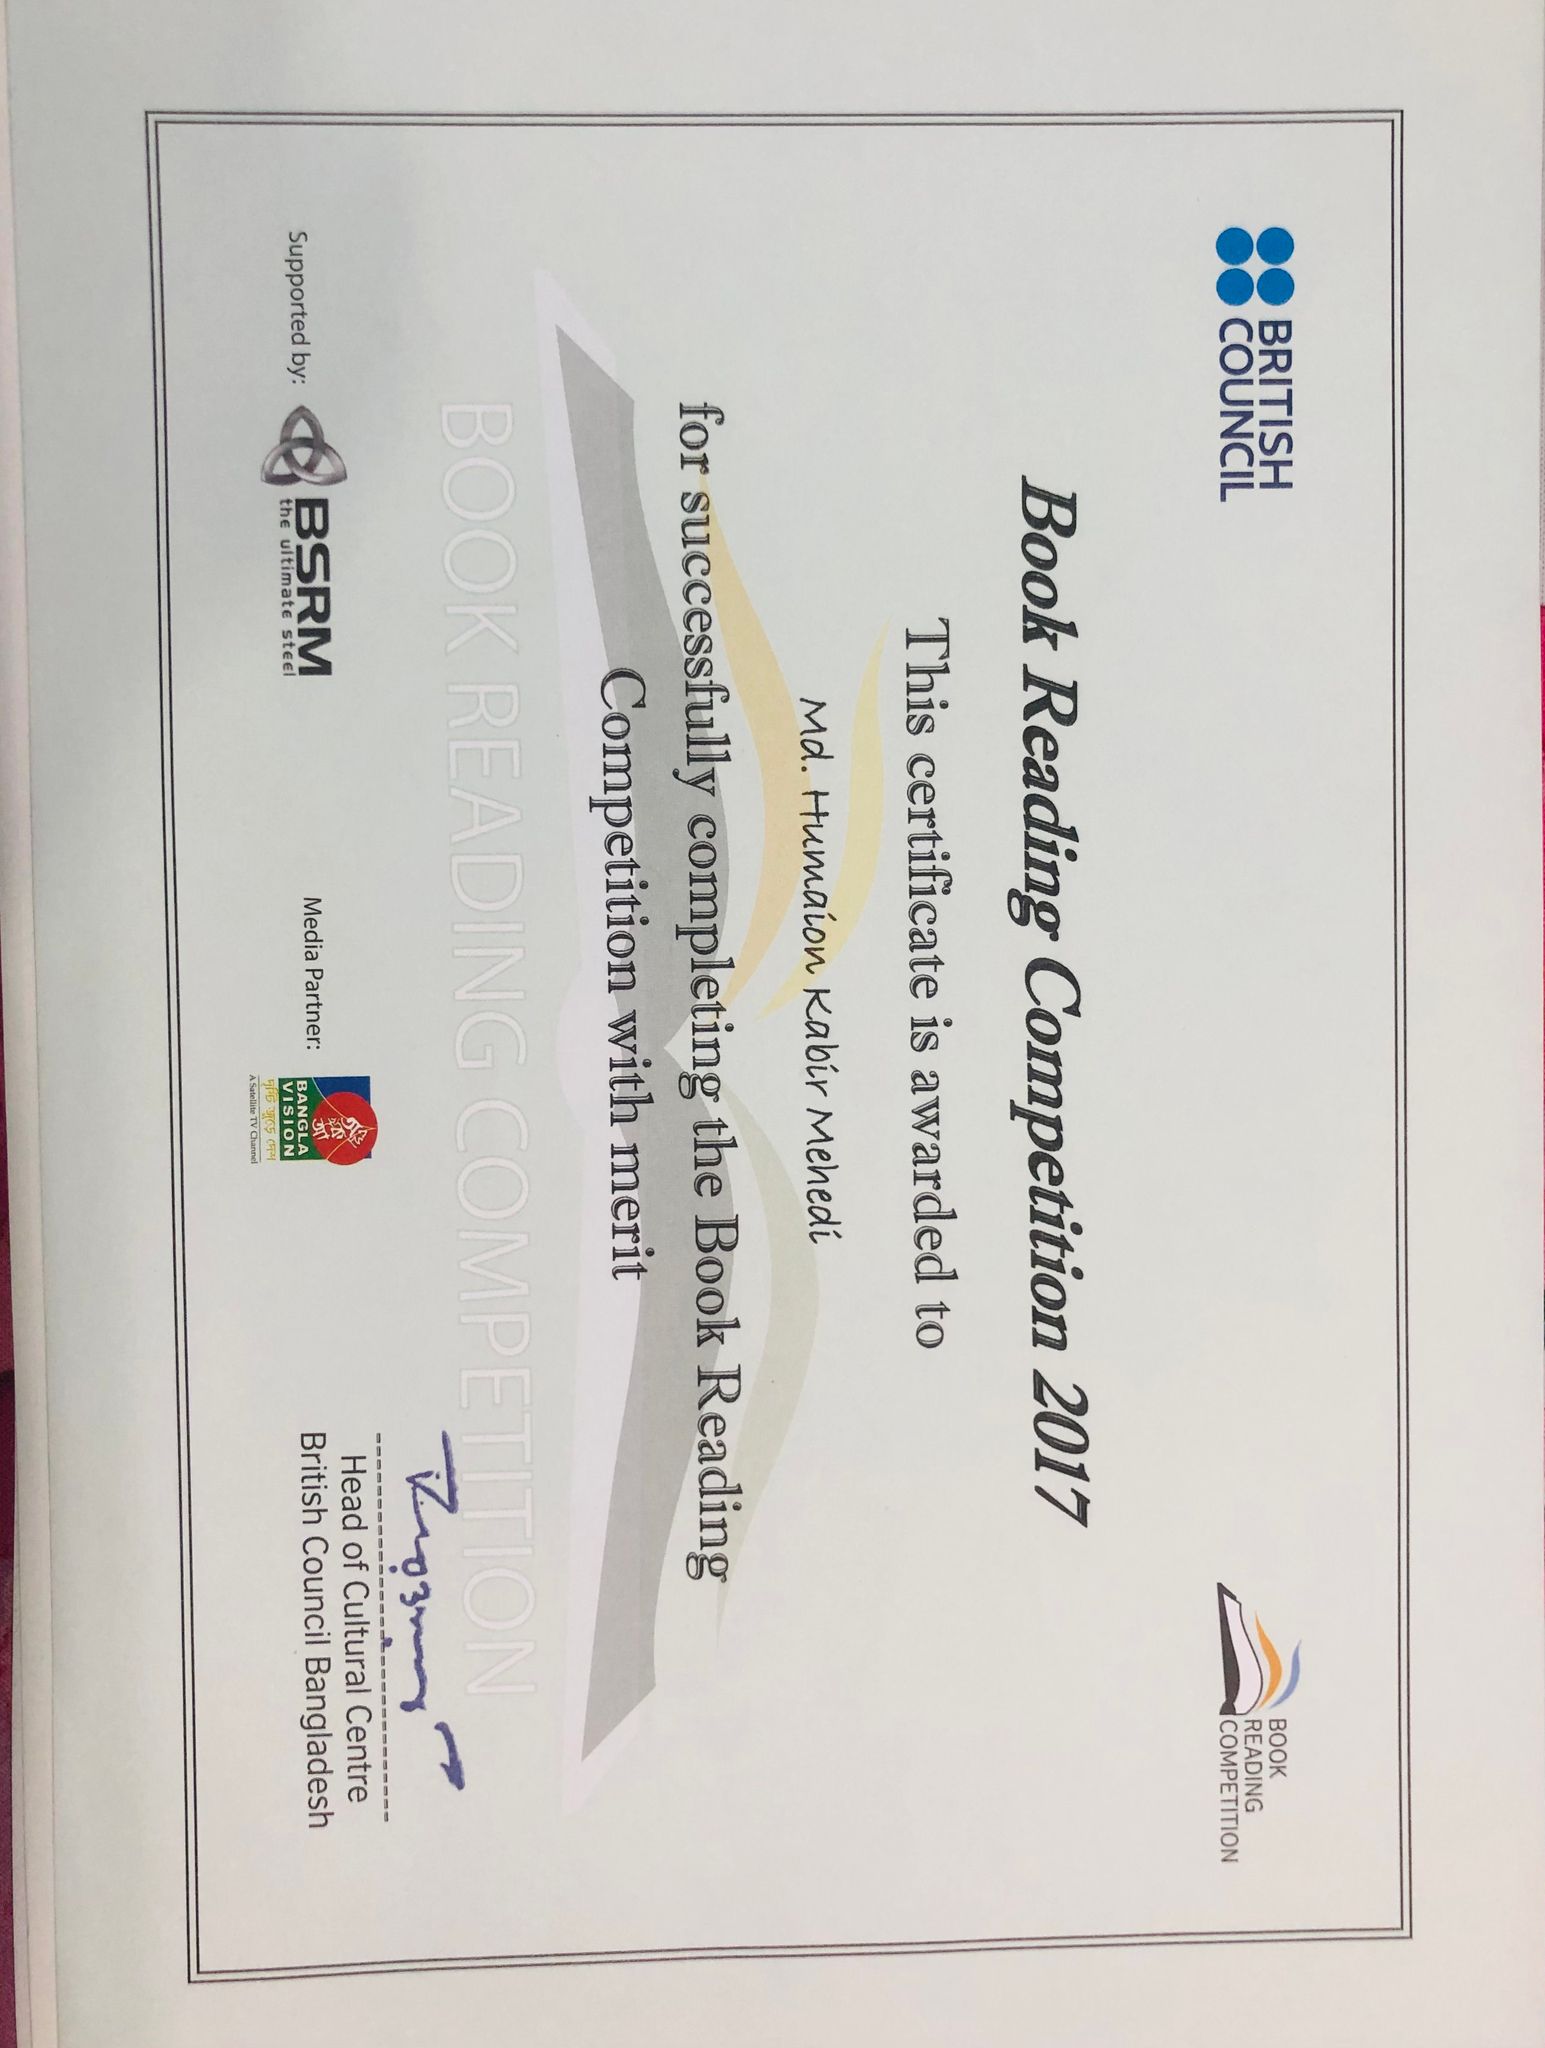 BRITISH
COUNCIL
BOOK
READING
COMPETITION
Book Reading Competition 2017
This certificate is awarded to
Md. Humaion Kabir Mehedi
for successfully completing the Book Reading
Competition with merit
BOOK READING COMPETITION
Supported by:
BSRM
the ultimate steel
Media Partner:
BANGLA
VISION
দৃষ্টি জুড়ে দেশ
A Satellite TV Channel
Head of Cultural Centre
British Council Bangladesh